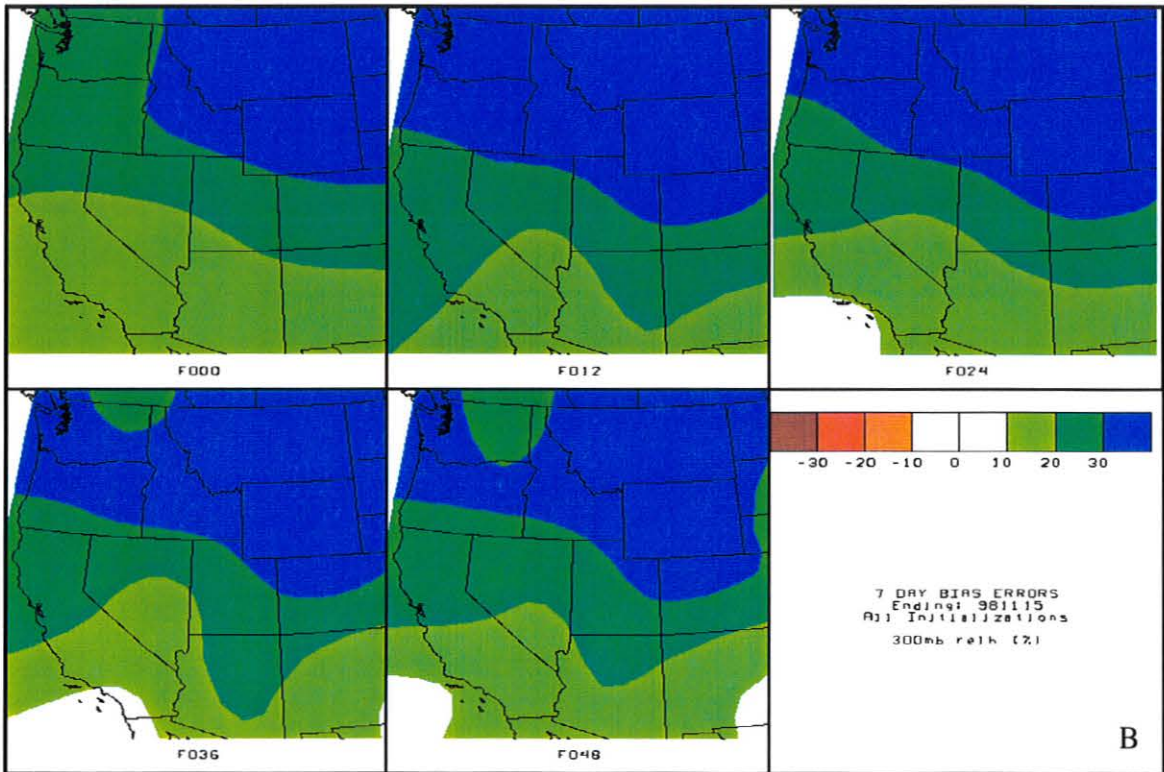 F000
F012
F024
-30 -20 -10 0 10 20 30
7 DAY BIAS ERRORS
Ending: 981115
All Initializations
300mb relh (%)
F036
F048
B